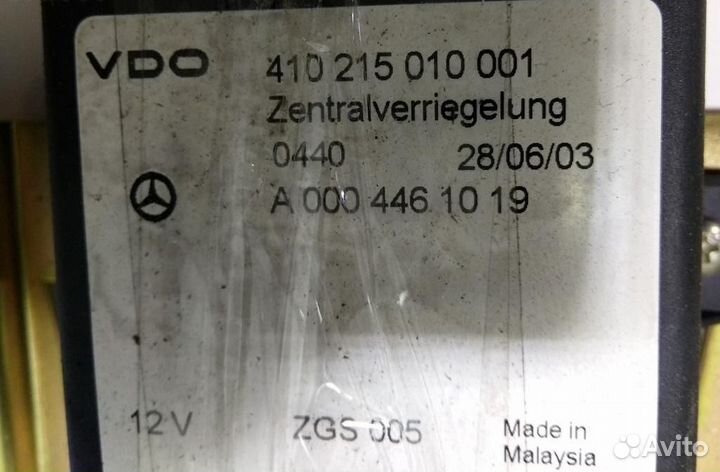 VDO 410 215 010 001
Zentralverriegelung
0440 28/06/03
A 000 446 10 19
12V ZGS 005 Made in
Malaysia
Avito